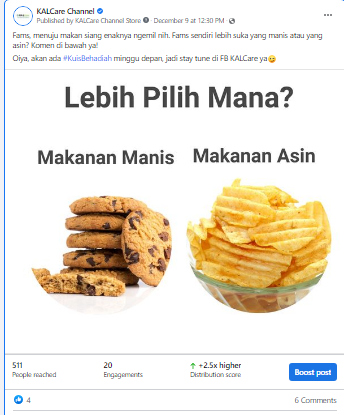 KALCare Channel
Published by KALCare Channel Store · December 9 at 12:30 PM ·
Fams, menuju makan siang enaknya ngemil nih. Fams sendiri lebih suka yang manis atau yang
asin? Komen di bawah ya!
Oiya, akan ada #KuisBehadiah minggu depan, jadi stay tune di FB KALCare ya😋
Lebih Pilih Mana?
Makanan Manis Makanan Asin
511 20 +2.5x higher
People reached Engagements Distribution score
Boost post
4 6 Comments